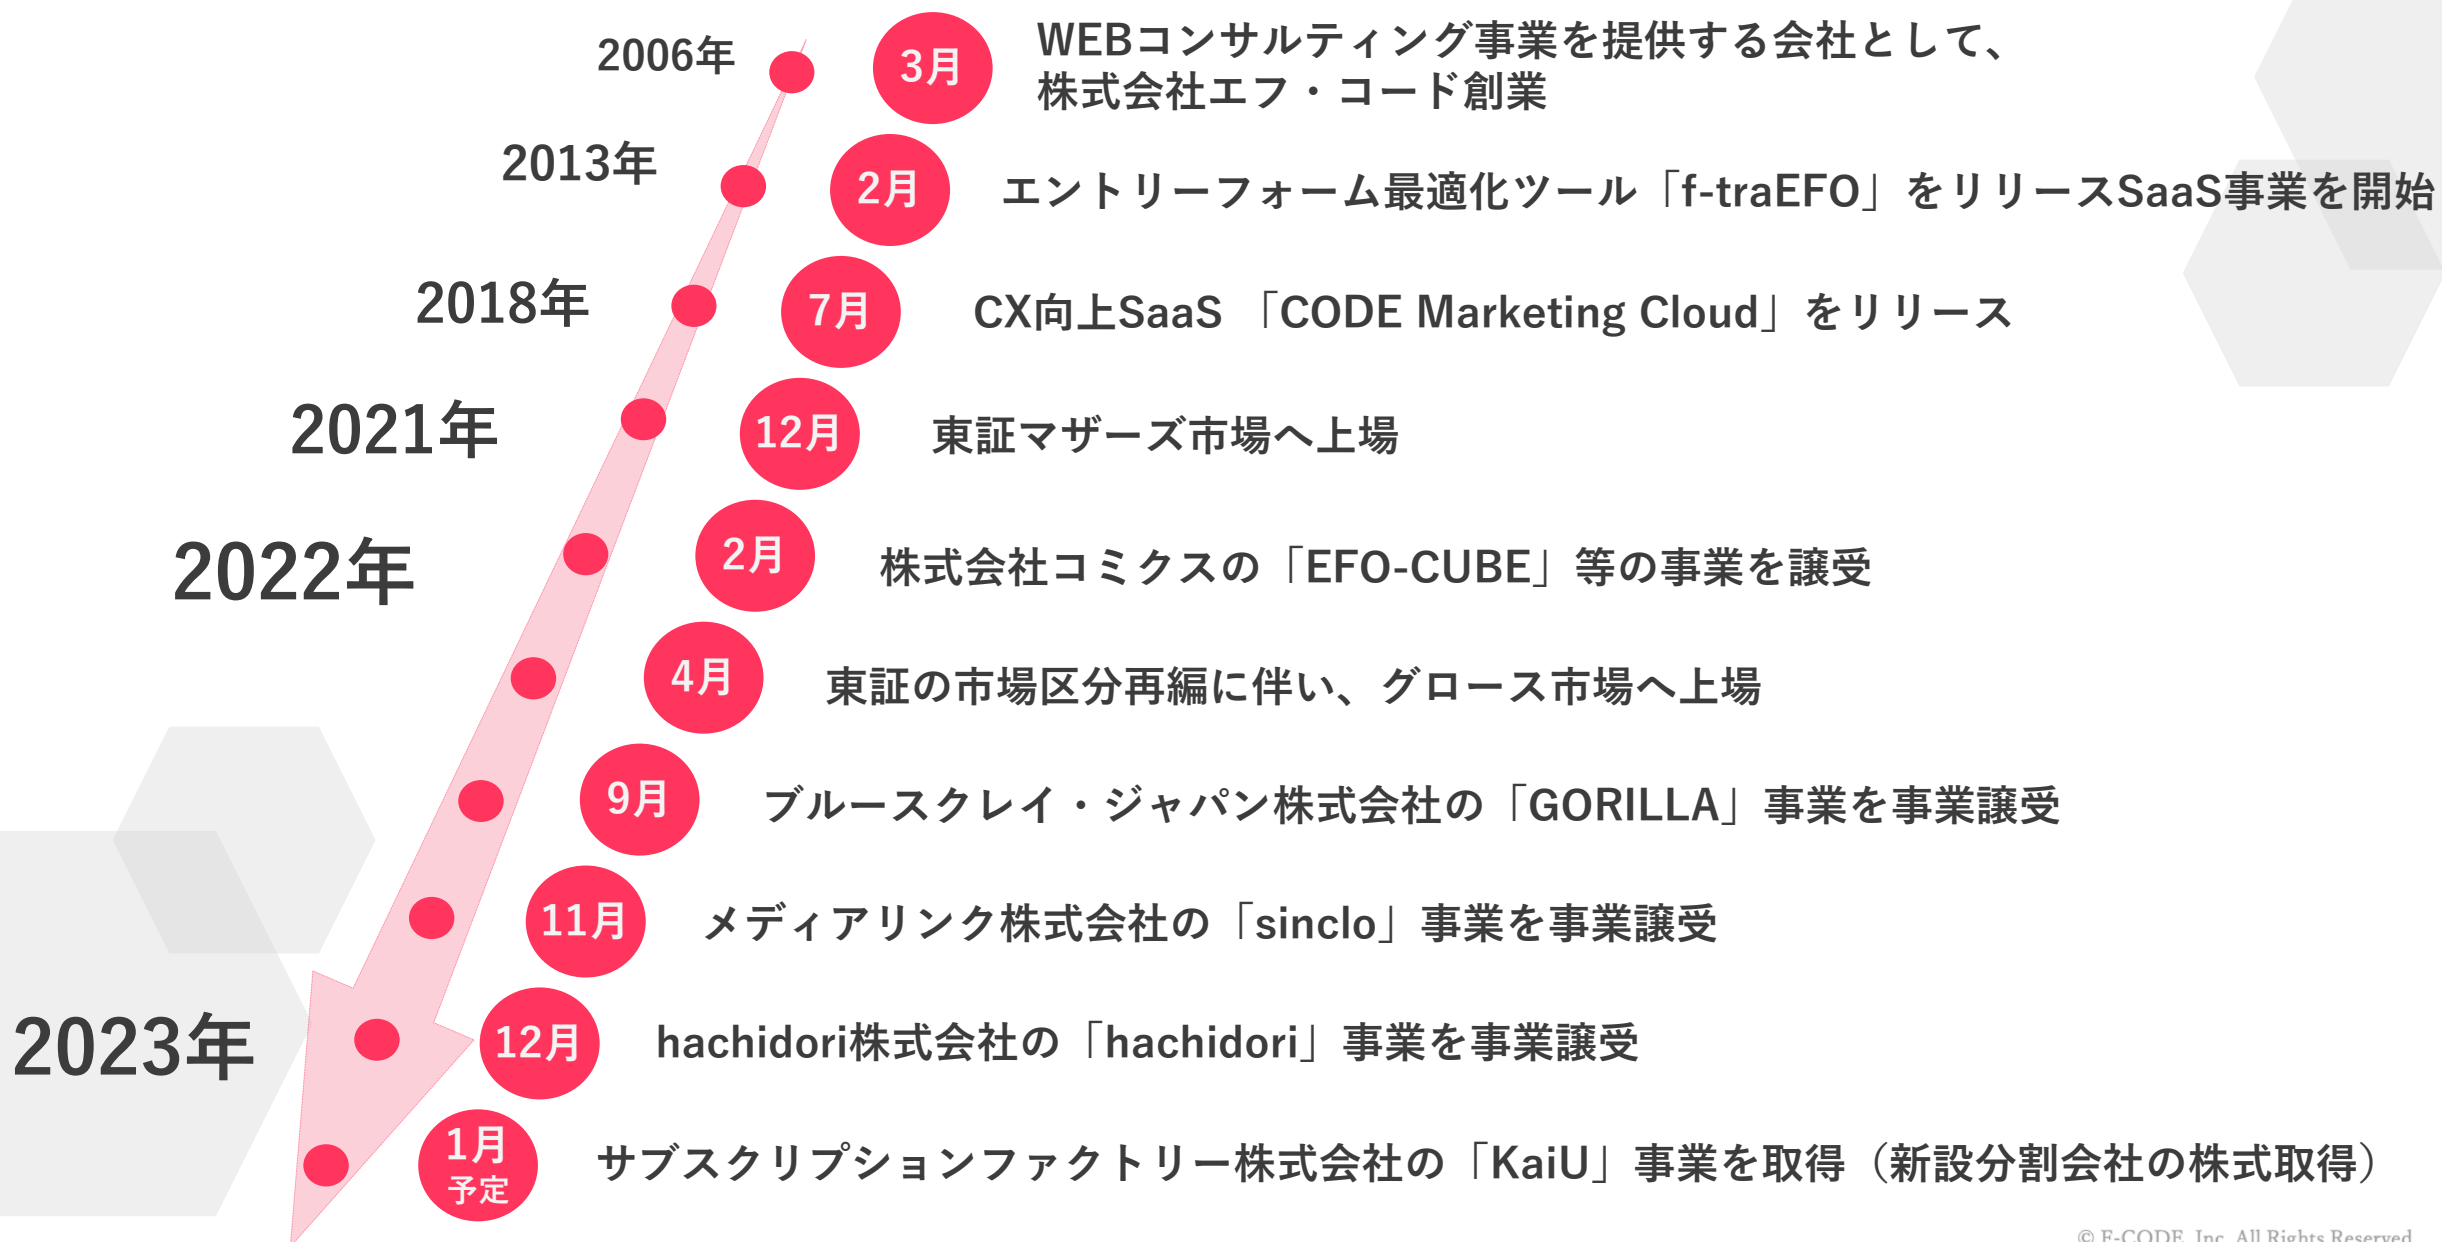 2006年
3月
WEBコンサルティング事業を提供する会社として、
株式会社エフ・コード創業
2013年
2月
エントリーフォーム最適化ツール「f-traEFO」をリリースSaaS事業を開始
2018年
7月
CX向上SaaS 「CODE Marketing Cloud」をリリース
2021年
12月
東証マザーズ市場へ上場
2022年
2月
株式会社コミクスの「EFO-CUBE」等の事業を譲受
4月
東証の市場区分再編に伴い、グロース市場へ上場
9月
ブルースクレイ・ジャパン株式会社の「GORILLA」事業を事業譲受
11月
メディアリンク株式会社の「sinclo」事業を事業譲受
2023年
12月
hachidori株式会社の「hachidori」事業を事業譲受
1月
予定
サブスクリプションファクトリー株式会社の「KaiU」事業を取得（新設分割会社の株式取得）
© F-CODE, Inc. All Rights Reserved